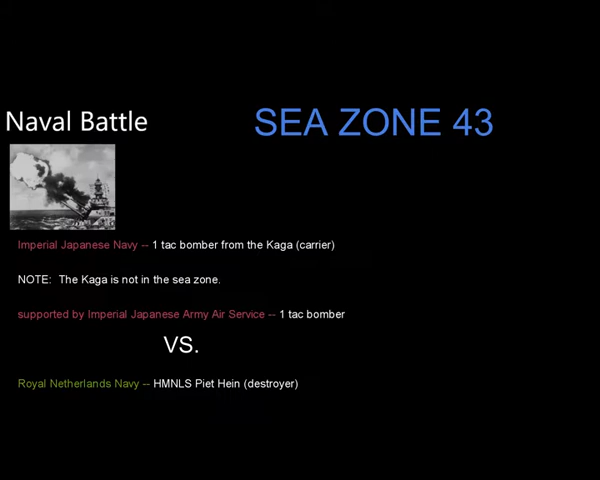 Naval Battle
SEA ZONE 43
Imperial Japanese Navy -- 1 tac bomber from the Kaga (carrier)
NOTE:  The Kaga is not in the sea zone.
supported by Imperial Japanese Army Air Service -- 1 tac bomber
VS.
Royal Netherlands Navy -- HMNLS Piet Hein (destroyer)